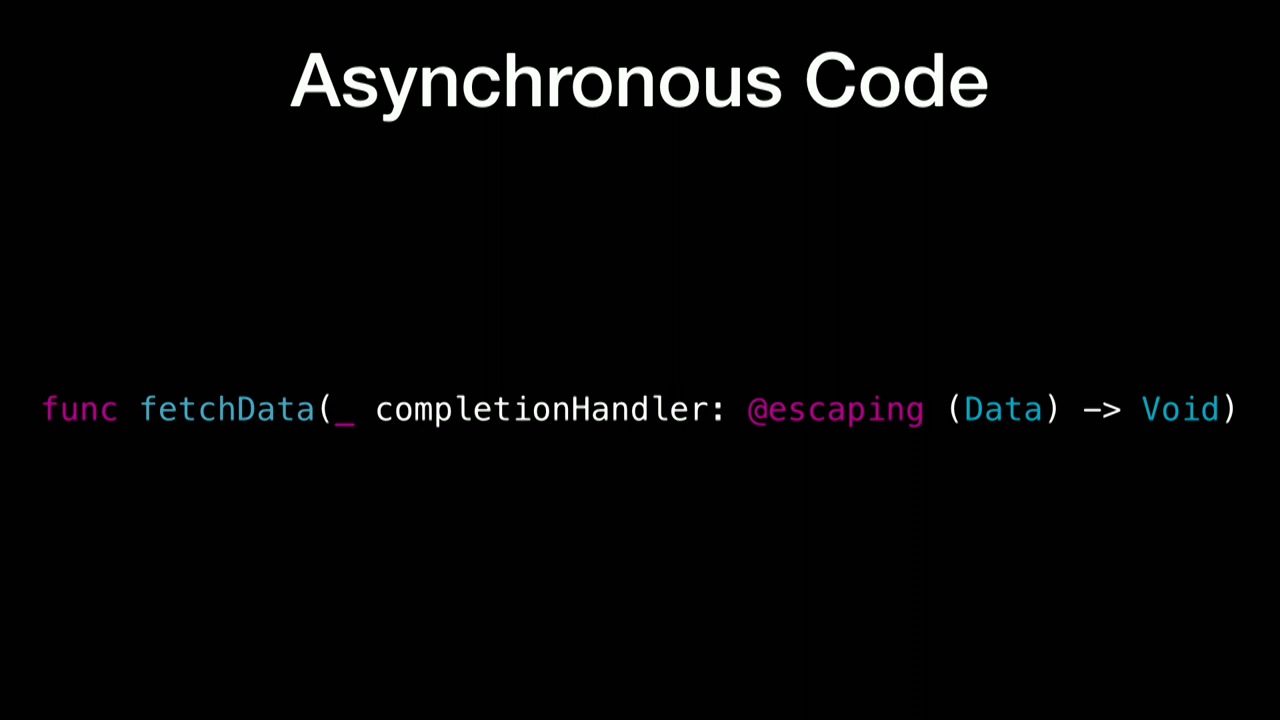 Asynchronous Code
func fetchData(_ completionHandler: @escaping (Data) -> Void)